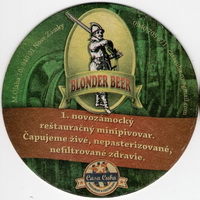 BLONDER BEER
1. novozámocký
reštauračný minipivovar.
Čapujeme živé, nepasterizované,
nefiltrované zdravie.
Casa Cuba